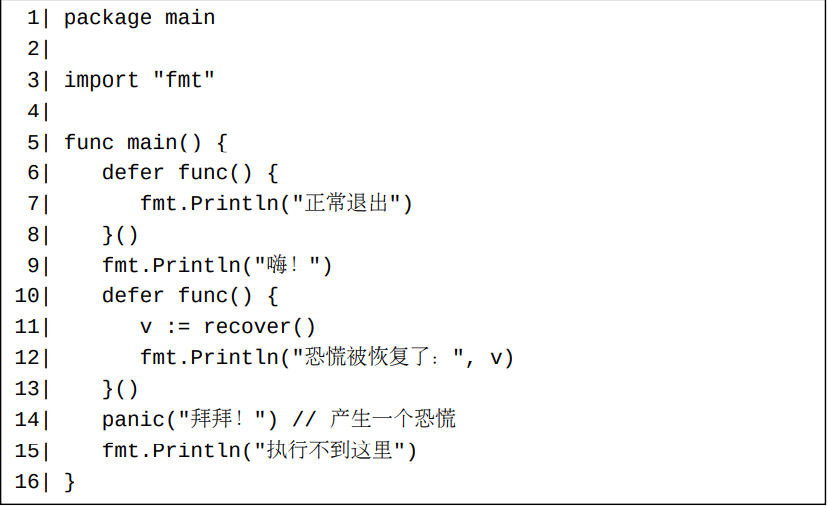 1| package main
2|
3| import "fmt"
4|
5| func main() {
6|    defer func() {
7|       fmt.Println("正常退出")
8|    }()
9|    fmt.Println("嗨！")
10|    defer func() {
11|       v := recover()
12|       fmt.Println("恐慌被恢复了：", v)
13|    }()
14|    panic("拜拜！") // 产生一个恐慌
15|    fmt.Println("执行不到这里")
16| }